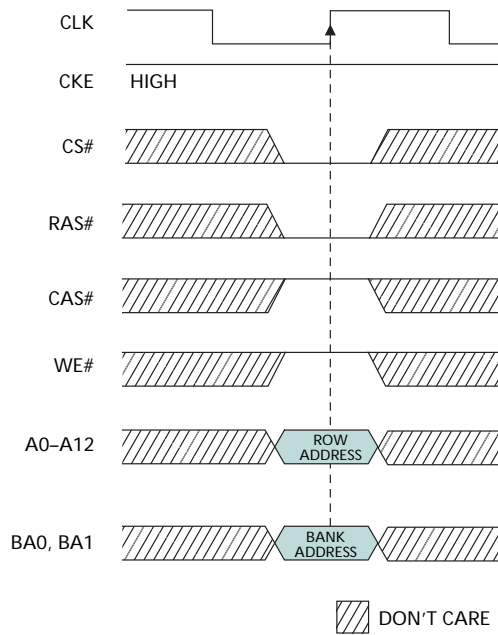 CLK
CKE HIGH
CS#
RAS#
CAS#
WE#
A0–A12 ROW
ADDRESS
BA0, BA1 BANK
ADDRESS
DON'T CARE